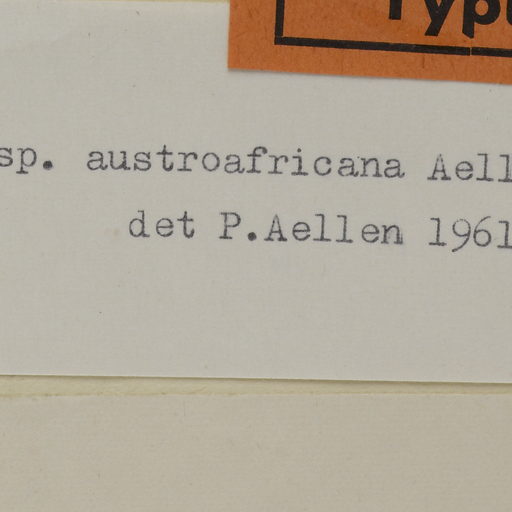 Typ
sp. austroafricana Aell
det P.Aellen 1961